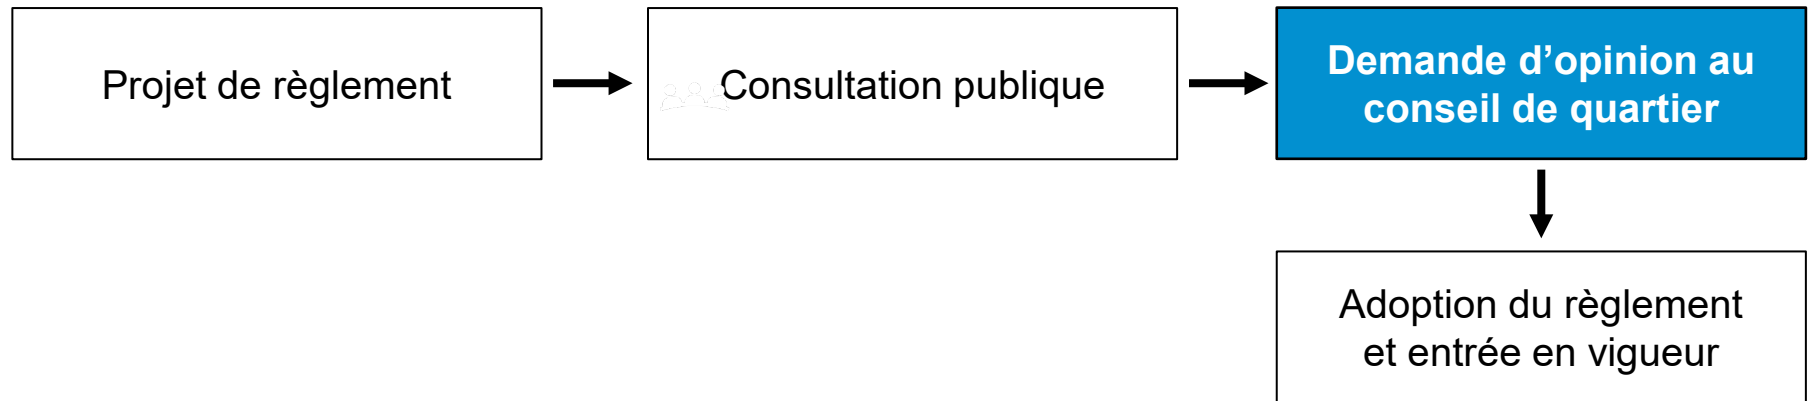 Projet de règlement
Consultation publique
Demande d’opinion au
conseil de quartier
Adoption du règlement
et entrée en vigueur